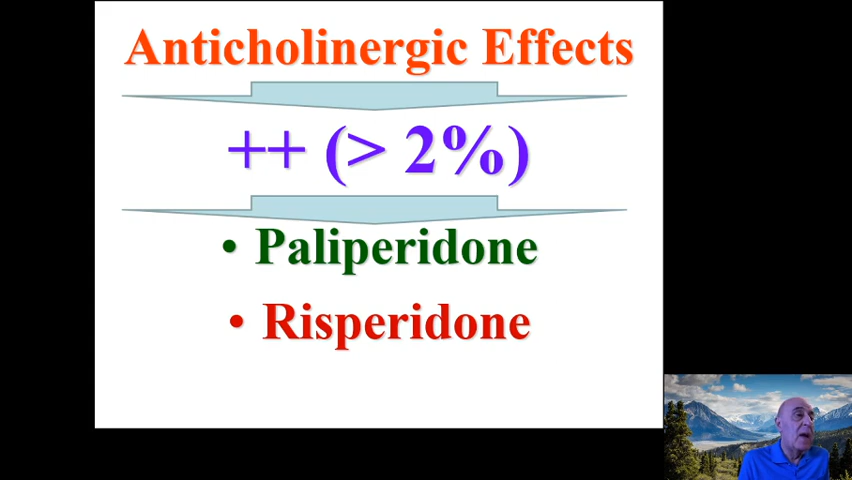 Anticholinergic Effects
++ (> 2%)
• Paliperidone
• Risperidone